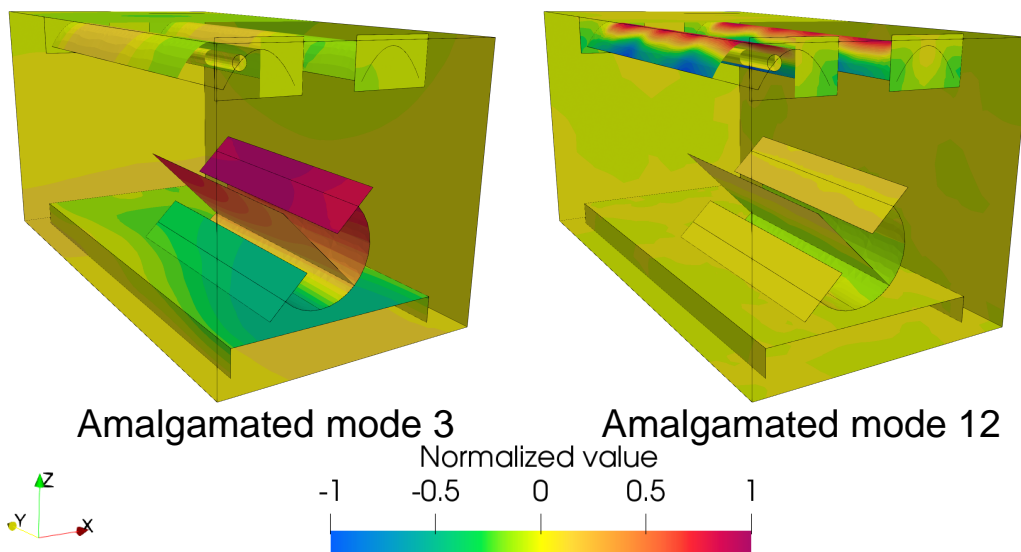 Amalgamated mode 3
Amalgamated mode 12
Normalized value
-1 -0.5 0 0.5 1
Z
Y
X